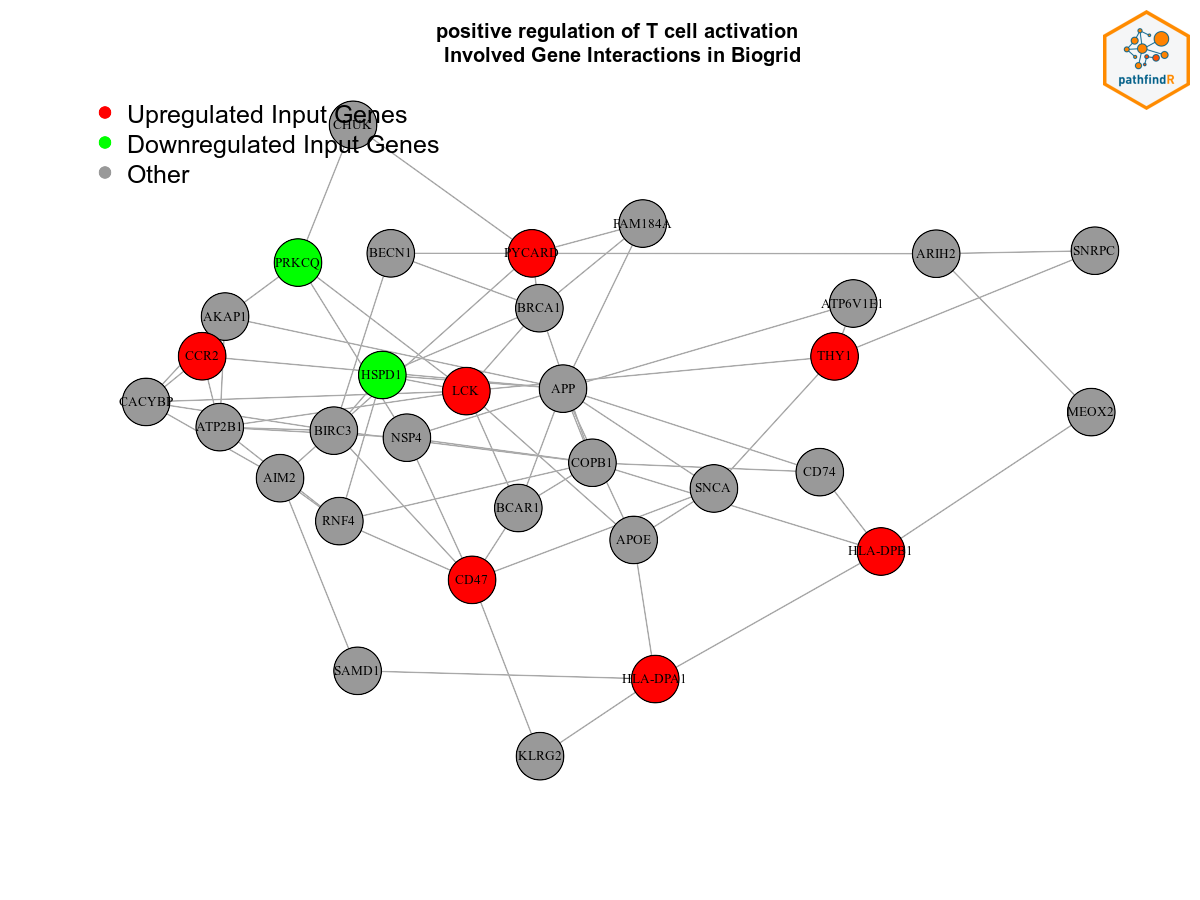 positive regulation of T cell activation
Involved Gene Interactions in Biogrid
pathfindR
Upregulated Input Genes
Downregulated Input Genes
Other
CHUK
FAM184A
PRKCQ
BECN1
PYCARD
ARIH2
SNRPC
AKAP1
BRCA1
ATP6V1E1
CCR2
THY1
HSPD1
LCK
APP
CACYBP
MEOX2
ATP2B1
BIRC3
NSP4
COPB1
CD74
AIM2
SNCA
RNF4
BCAR1
APOE
HLA-DPB1
CD47
SAMD1
HLA-DPA1
KLRG2